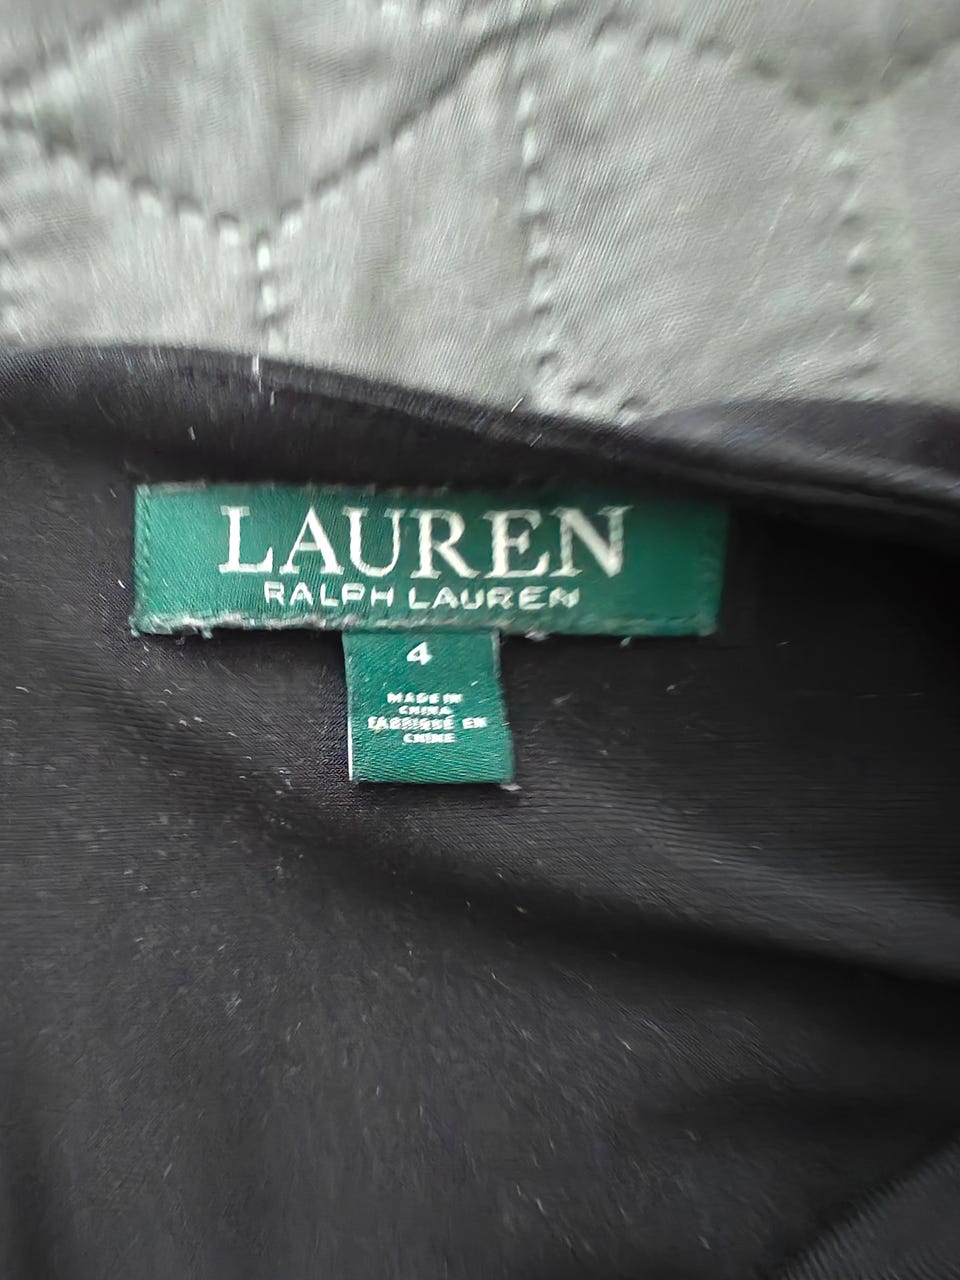 LAUREN
RALPH LAUREN
4
MADE IN
CHINA
FABRIQUÉ EN
CHINE